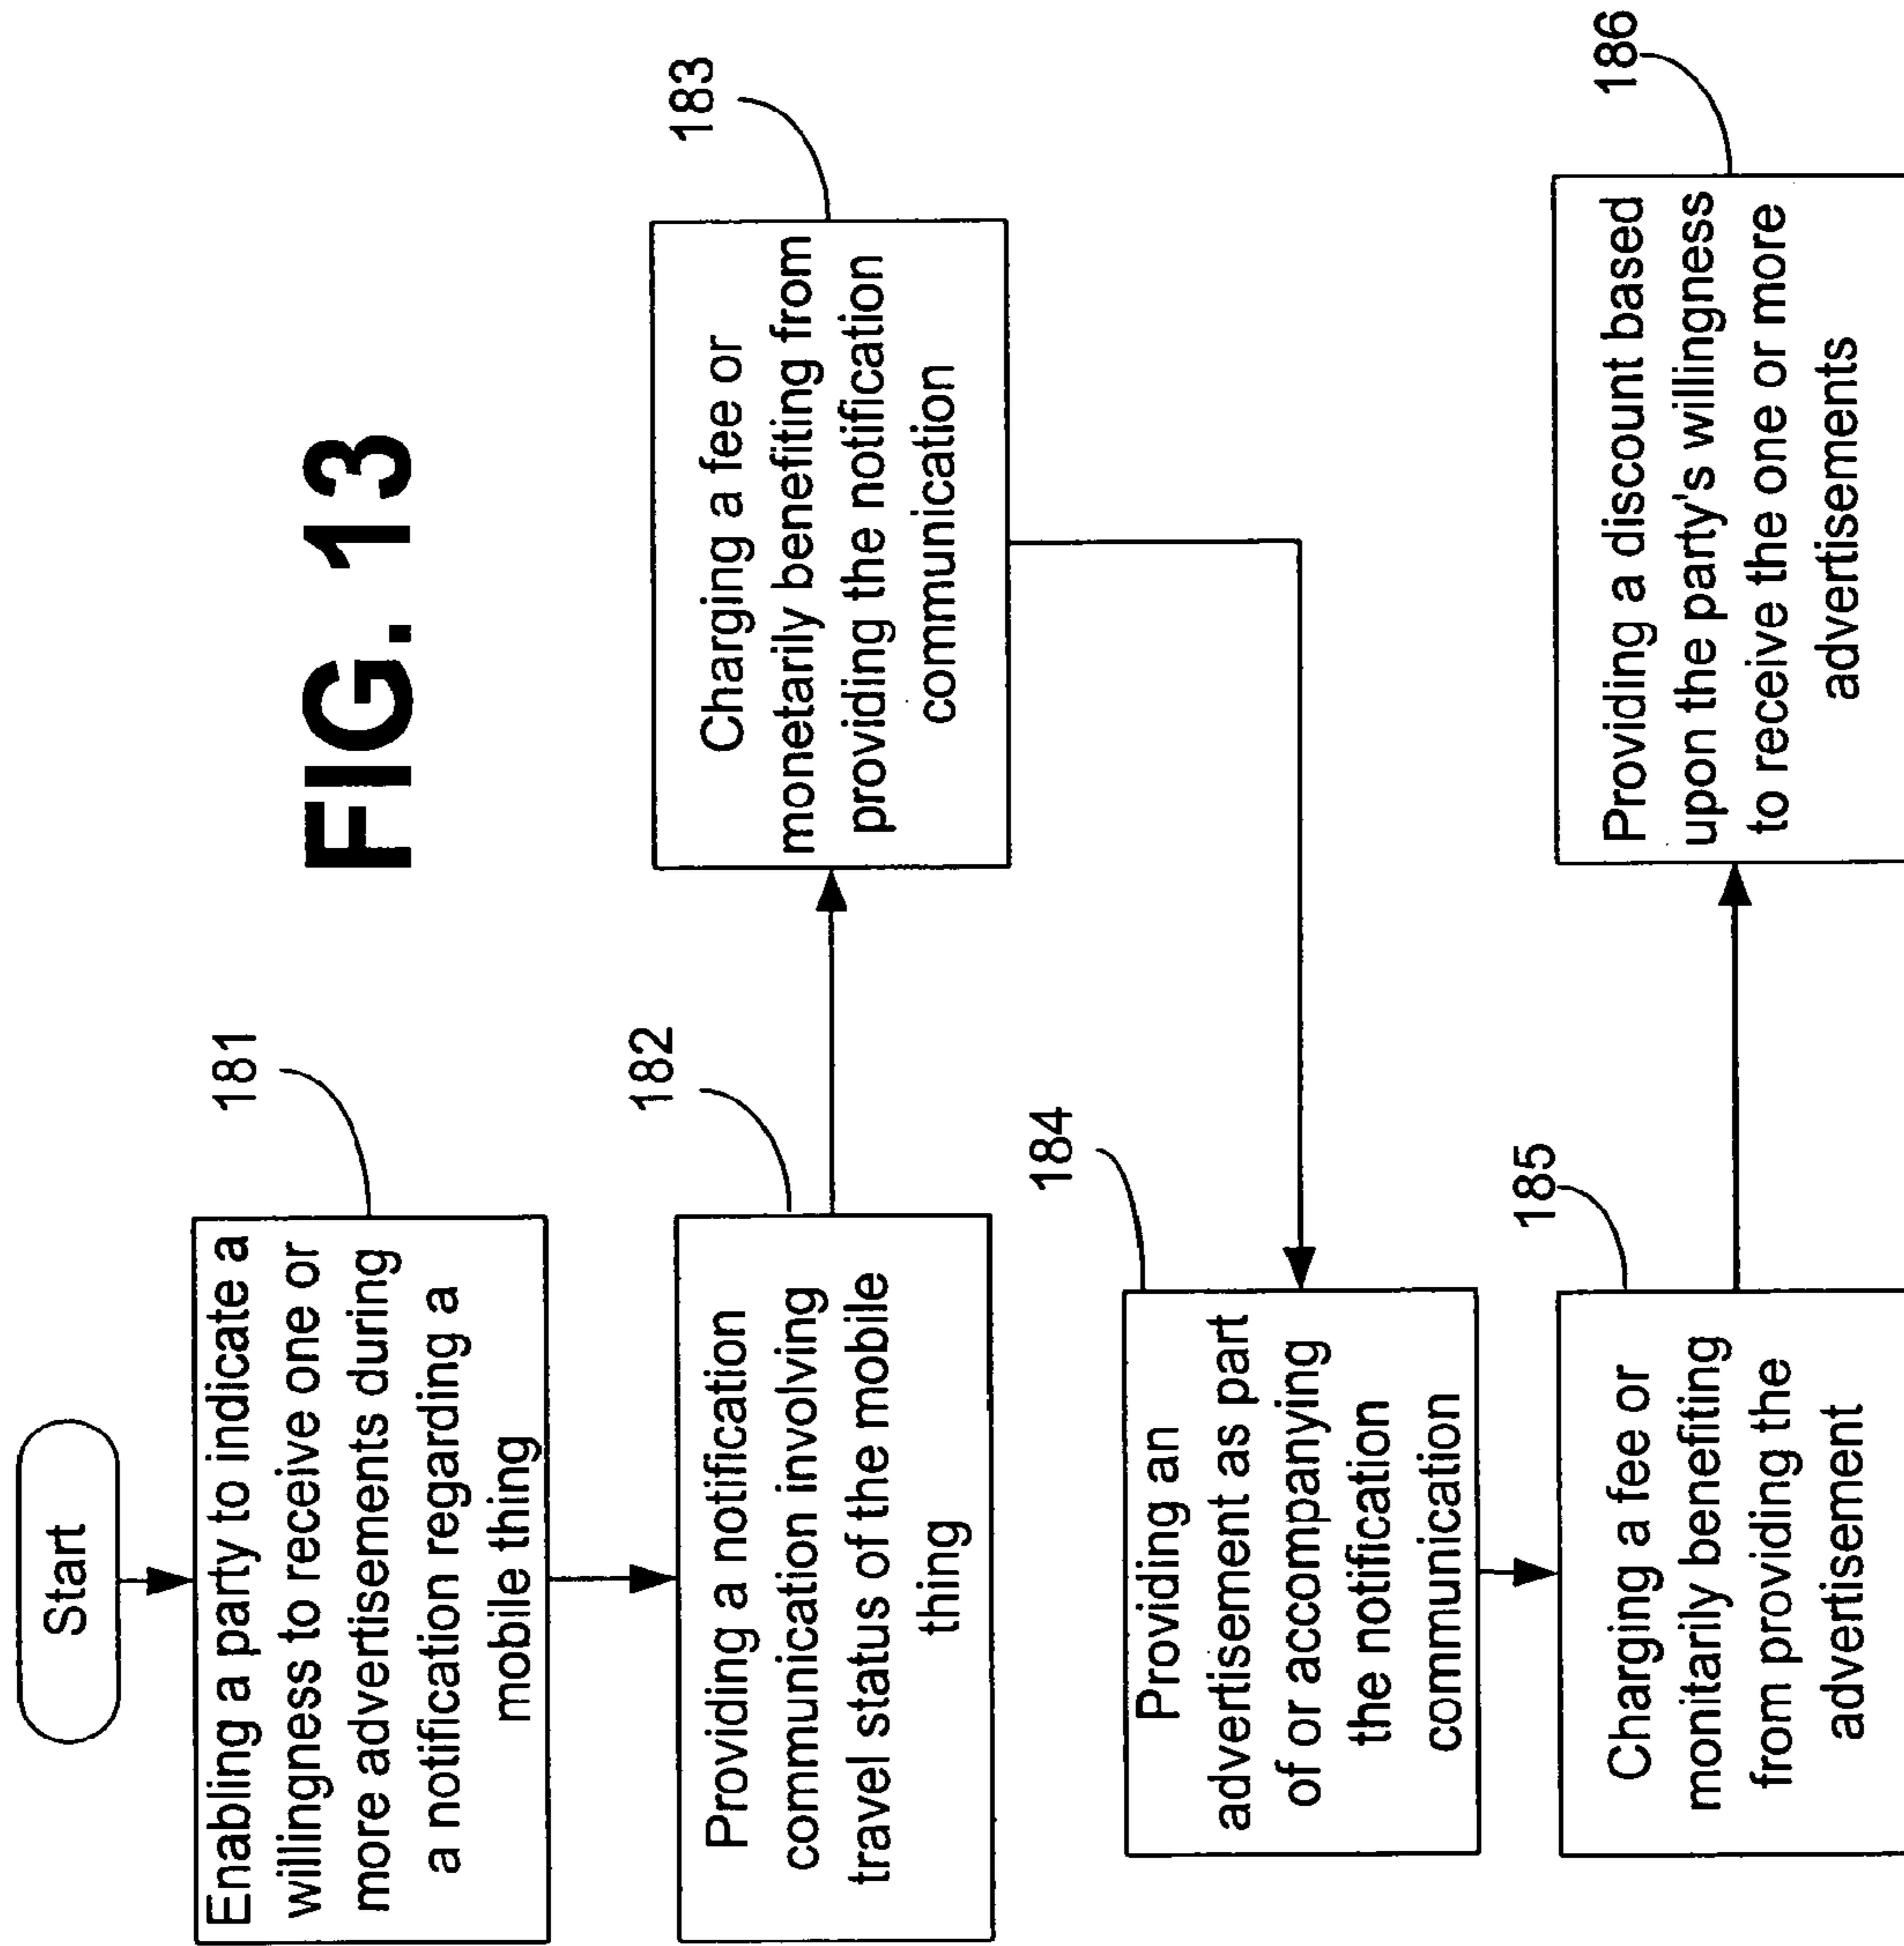 FIG. 13
Start
181
Enabling a party to indicate a
willingness to receive one or
more advertisements during
a notification regarding a
mobile thing
182
Providing a notification
communication involving
travel status of the mobile
thing
183
Charging a fee or
monetarily benefiting from
providing the notification
communication
184
Providing an
advertisement as part
of or accompanying
the notification
communication
185
Charging a fee or
monitarily benefiting
from providing the
advertisement
186
Providing a discount based
upon the party's willingness
to receive the one or more
advertisements